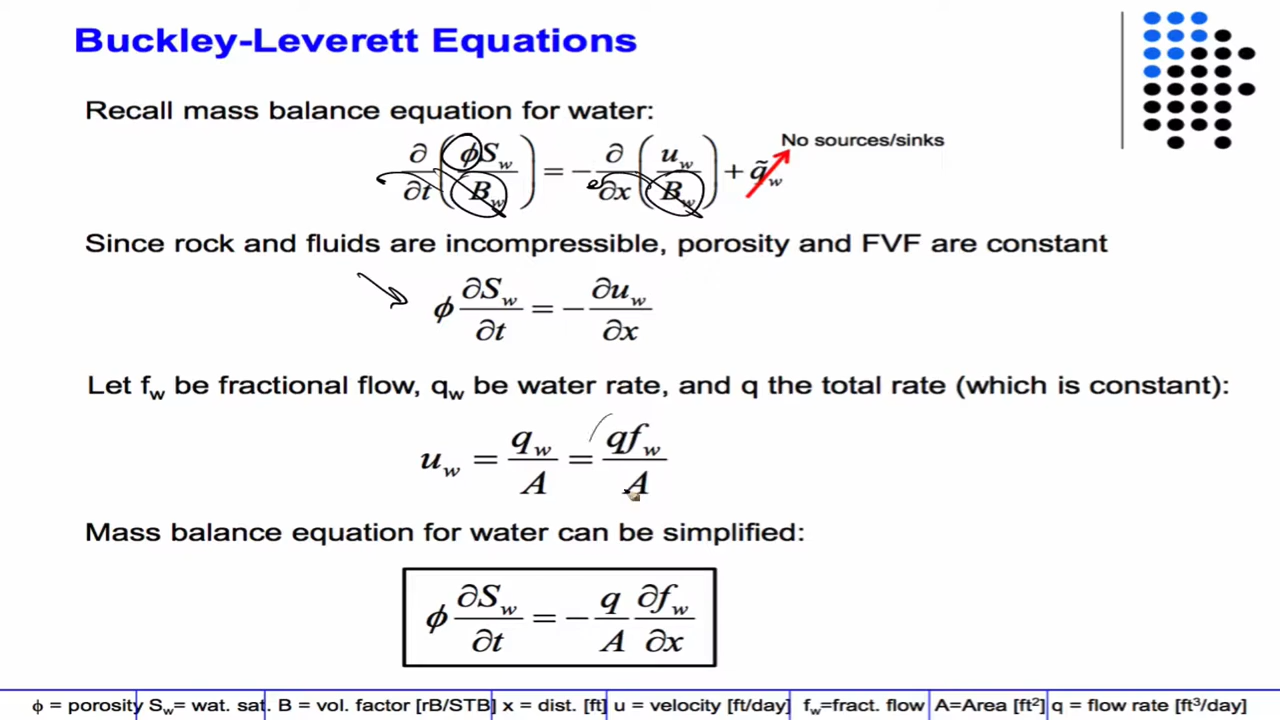 Buckley-Leverett Equations
Recall mass balance equation for water:
∂/∂t (ϕS_w/B_w) = −∂/∂x (u_w/B_w) + q̃_w No sources/sinks
Since rock and fluids are incompressible, porosity and FVF are constant
ϕ ∂S_w/∂t = −∂u_w/∂x
Let f_w be fractional flow, q_w be water rate, and q the total rate (which is constant):
u_w = q_w/A = qf_w/A
Mass balance equation for water can be simplified:
ϕ ∂S_w/∂t = −q/A ∂f_w/∂x
ϕ = porosity S_w= wat. sat. B = vol. factor [rB/STB] x = dist. [ft] u = velocity [ft/day] f_w=fract. flow A=Area [ft²] q = flow rate [ft³/day]